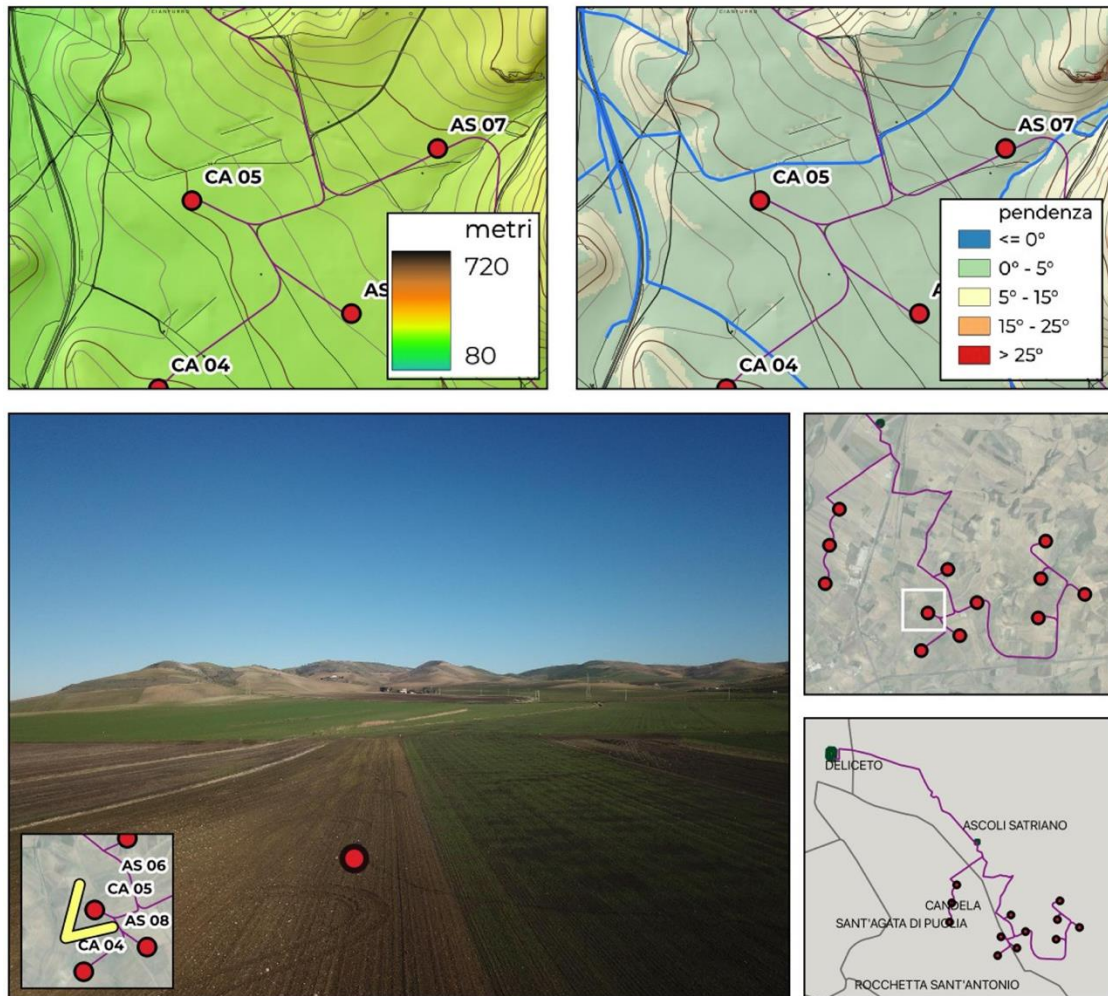 CIANFURRO
AS 07
CA 05
AS
CA 04
metri
720
80
AS 07
CA 05
A
CA 04
pendenza
<= 0°
0° - 5°
5° - 15°
15° - 25°
> 25°
AS 06
CA 05
AS 08
CA 04
DELICETO
ASCOLI SATRIANO
CANDELA
SANT'AGATA DI PUGLIA
ROCCHETTA SANT'ANTONIO